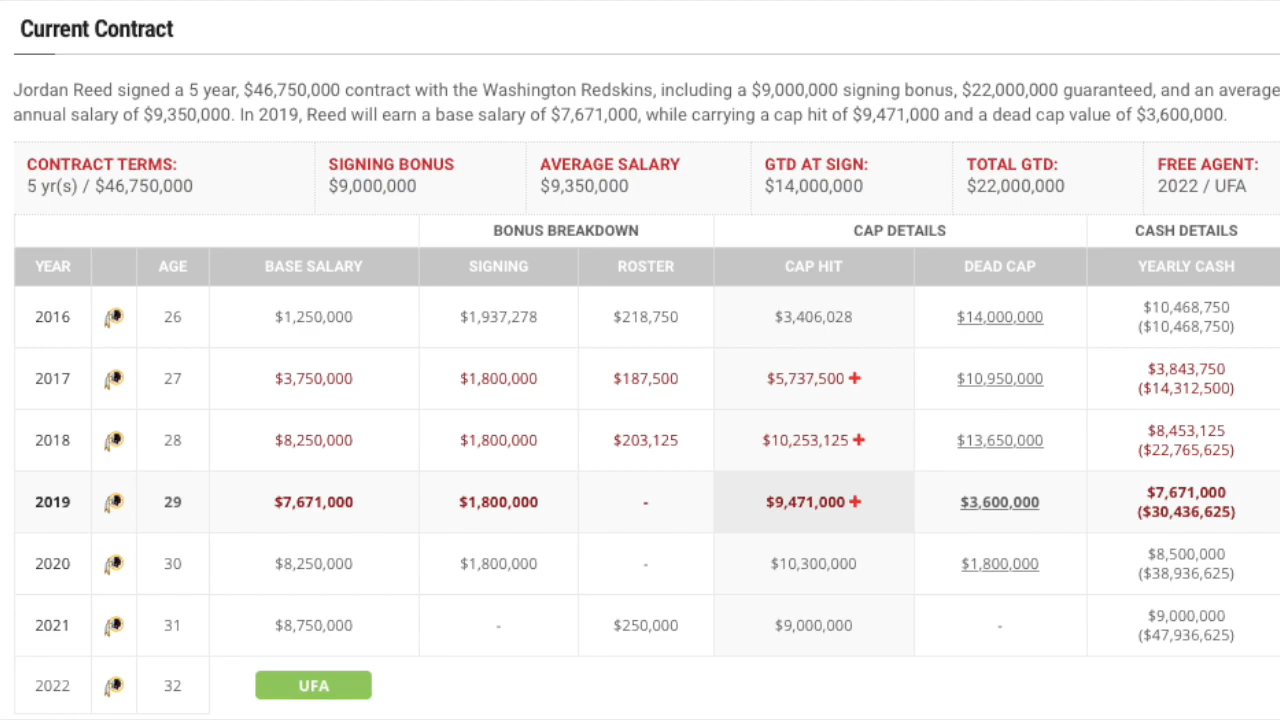 Current Contract
Jordan Reed signed a 5 year, $46,750,000 contract with the Washington Redskins, including a $9,000,000 signing bonus, $22,000,000 guaranteed, and an average
annual salary of $9,350,000. In 2019, Reed will earn a base salary of $7,671,000, while carrying a cap hit of $9,471,000 and a dead cap value of $3,600,000.
CONTRACT TERMS: SIGNING BONUS AVERAGE SALARY GTD AT SIGN: TOTAL GTD: FREE AGENT:
5 yr(s) / $46,750,000 $9,000,000 $9,350,000 $14,000,000 $22,000,000 2022 / UFA
BONUS BREAKDOWN CAP DETAILS CASH DETAILS
YEAR AGE BASE SALARY SIGNING ROSTER CAP HIT DEAD CAP YEARLY CASH
2016 26 $1,250,000 $1,937,278 $218,750 $3,406,028 $14,000,000 $10,468,750
($10,468,750)
2017 27 $3,750,000 $1,800,000 $187,500 $5,737,500 + $10,950,000 $3,843,750
($14,312,500)
2018 28 $8,250,000 $1,800,000 $203,125 $10,253,125 + $13,650,000 $8,453,125
($22,765,625)
2019 29 $7,671,000 $1,800,000 - $9,471,000 + $3,600,000 $7,671,000
($30,436,625)
2020 30 $8,250,000 $1,800,000 - $10,300,000 $1,800,000 $8,500,000
($38,936,625)
2021 31 $8,750,000 - $250,000 $9,000,000 - $9,000,000
($47,936,625)
2022 32 UFA